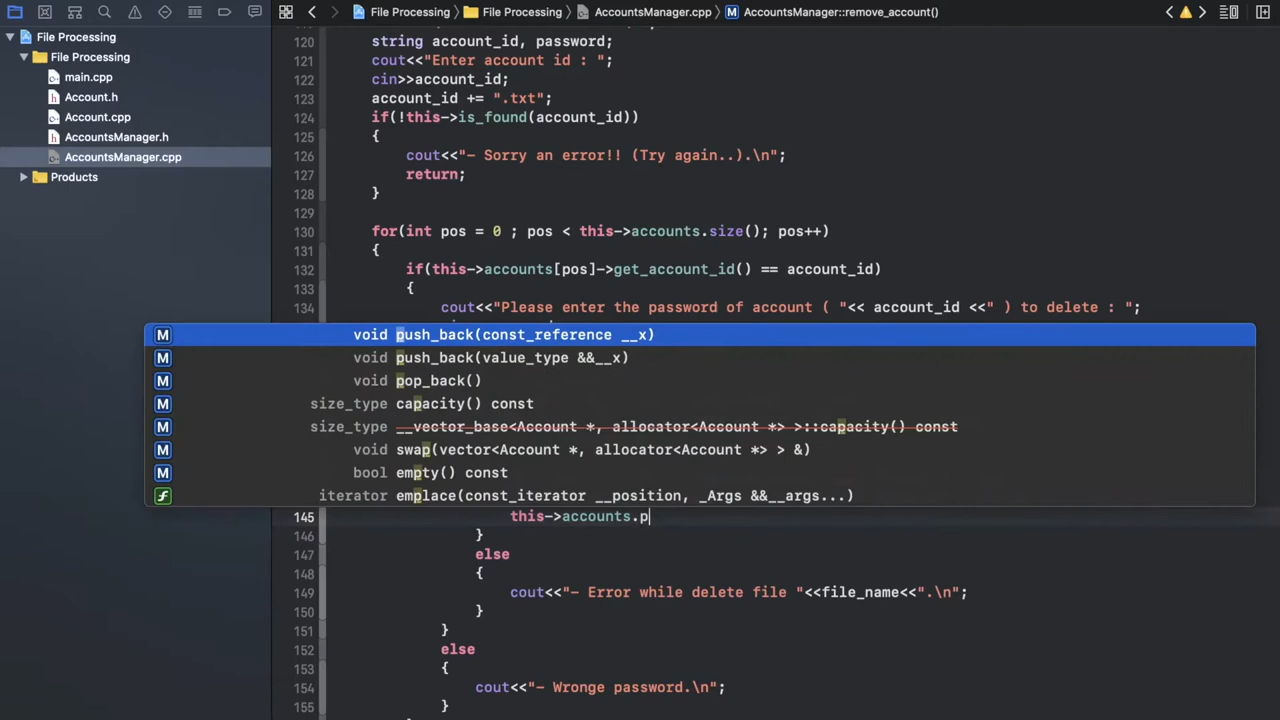 File Processing
File Processing
main.cpp
Account.h
Account.cpp
AccountsManager.h
AccountsManager.cpp
Products
File Processing
File Processing
AccountsManager.cpp
M AccountsManager::remove_account()
120 string account_id, password;
121 cout<<"Enter account id : ";
122 cin>>account_id;
123 account_id += ".txt";
124 if(!this->is_found(account_id))
125 {
126 cout<<"- Sorry an error!! (Try again..).\n";
127 return;
128 }
129
130 for(int pos = 0 ; pos < this->accounts.size(); pos++)
131 {
132 if(this->accounts[pos]->get_account_id() == account_id)
133 {
134 cout<<"Please enter the password of account ( "<< account_id <<" ) to delete : ";
M void push_back(const_reference __x)
M void push_back(value_type &&__x)
M void pop_back()
M size_type capacity() const
M size_type __vector_base<Account *, allocator<Account *> >::capacity() const
M void swap(vector<Account *, allocator<Account *> > &)
M bool empty() const
f iterator emplace(const_iterator __position, _Args &&__args...)
145 this->accounts.p
146 }
147 else
148 {
149 cout<<"- Error while delete file "<<file_name<<".\n";
150 }
151 }
152 else
153 {
154 cout<<"- Wronge password.\n";
155 }